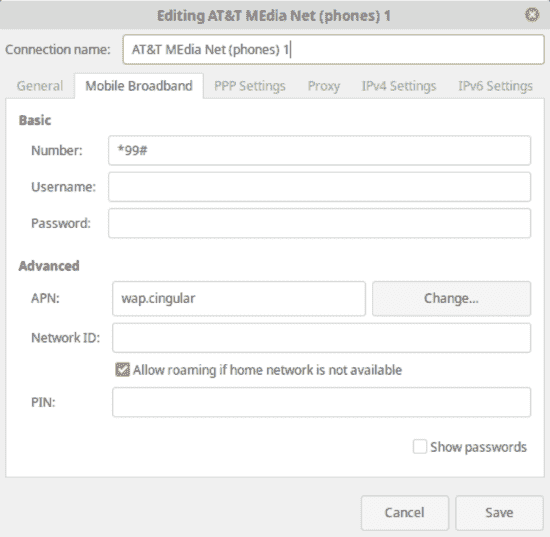 Editing AT&T MEdia Net (phones) 1
Connection name: AT&T MEdia Net (phones) 1
General Mobile Broadband PPP Settings Proxy IPv4 Settings IPv6 Settings
Basic
Number: *99#
Username:
Password:
Advanced
APN: wap.cingular Change...
Network ID:
Allow roaming if home network is not available
PIN:
Show passwords
Cancel Save